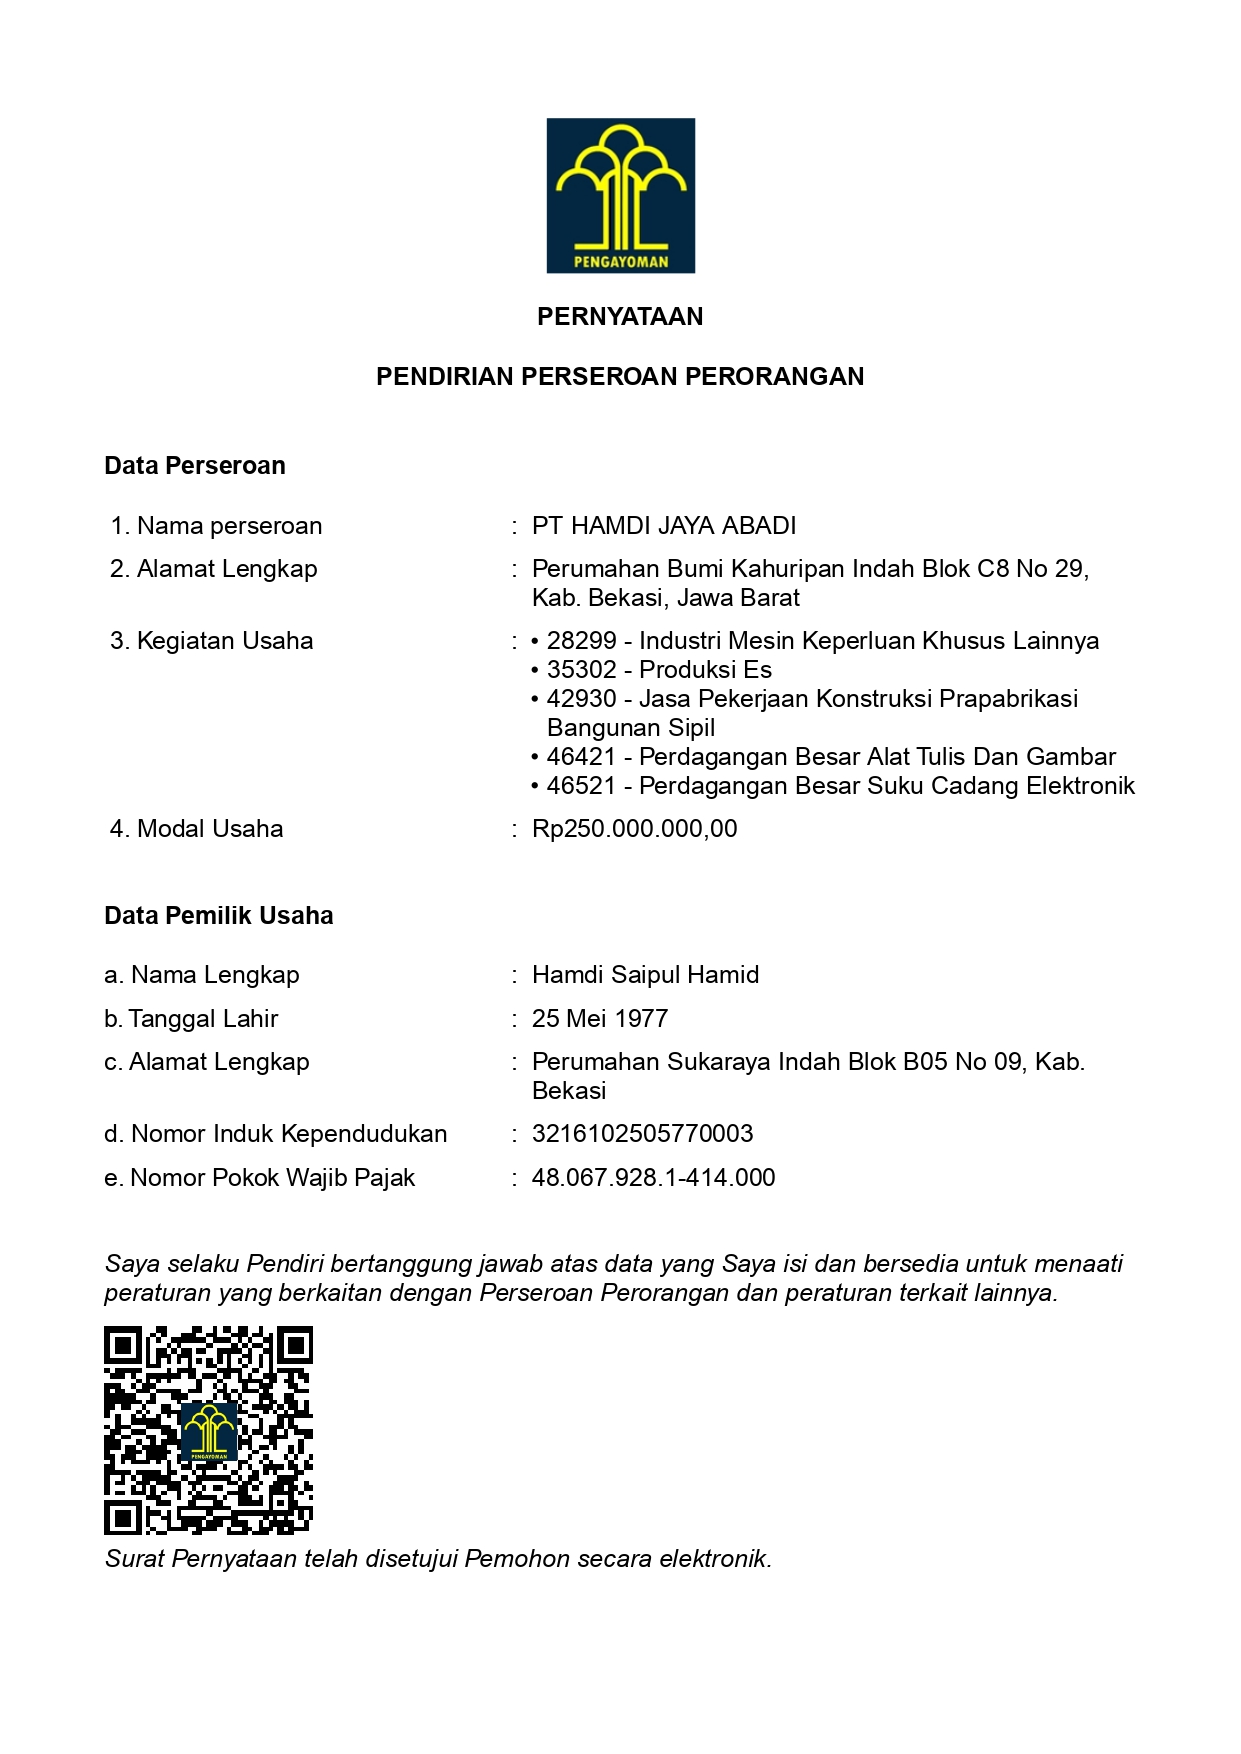 PENGAYOMAN
PERNYATAAN
PENDIRIAN PERSEROAN PERORANGAN
Data Perseroan
1. Nama perseroan : PT HAMDI JAYA ABADI
2. Alamat Lengkap : Perumahan Bumi Kahuripan Indah Blok C8 No 29,
Kab. Bekasi, Jawa Barat
3. Kegiatan Usaha : • 28299 - Industri Mesin Keperluan Khusus Lainnya
• 35302 - Produksi Es
• 42930 - Jasa Pekerjaan Konstruksi Prapabrikasi
Bangunan Sipil
• 46421 - Perdagangan Besar Alat Tulis Dan Gambar
• 46521 - Perdagangan Besar Suku Cadang Elektronik
4. Modal Usaha : Rp250.000.000,00
Data Pemilik Usaha
a. Nama Lengkap : Hamdi Saipul Hamid
b. Tanggal Lahir : 25 Mei 1977
c. Alamat Lengkap : Perumahan Sukaraya Indah Blok B05 No 09, Kab.
Bekasi
d. Nomor Induk Kependudukan : 3216102505770003
e. Nomor Pokok Wajib Pajak : 48.067.928.1-414.000
Saya selaku Pendiri bertanggung jawab atas data yang Saya isi dan bersedia untuk menaati
peraturan yang berkaitan dengan Perseroan Perorangan dan peraturan terkait lainnya.
PENGAYOMAN
Surat Pernyataan telah disetujui Pemohon secara elektronik.